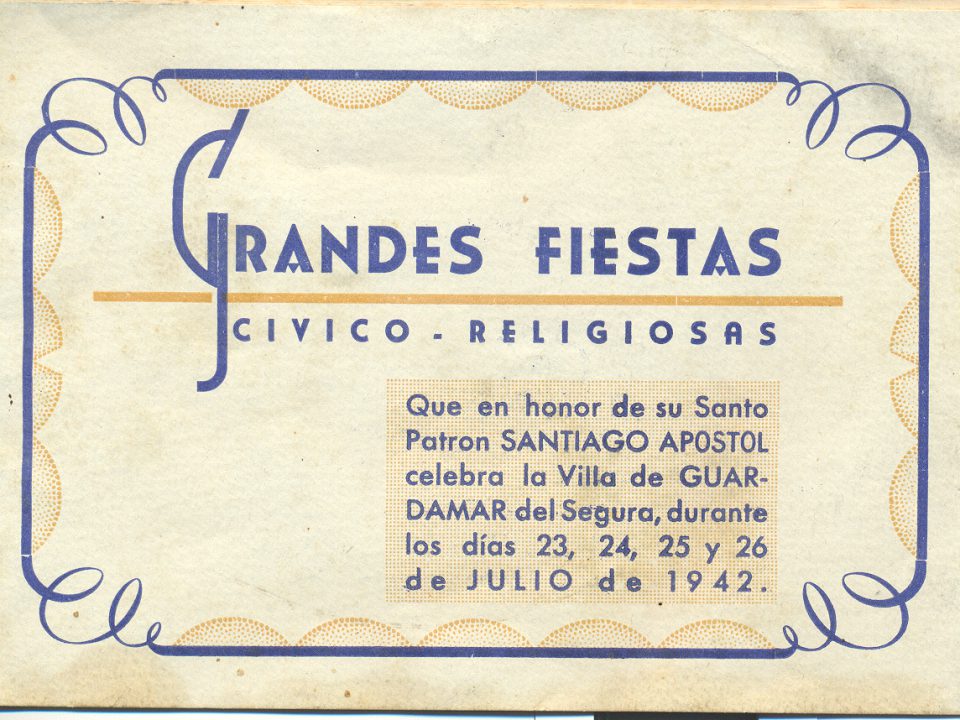 GRANDES FIESTAS
CIVICO - RELIGIOSAS
Que en honor de su Santo
Patron SANTIAGO APOSTOL
celebra la Villa de GUAR-
DAMAR del Segura, durante
los días 23, 24, 25 y 26
de JULIO de 1942.